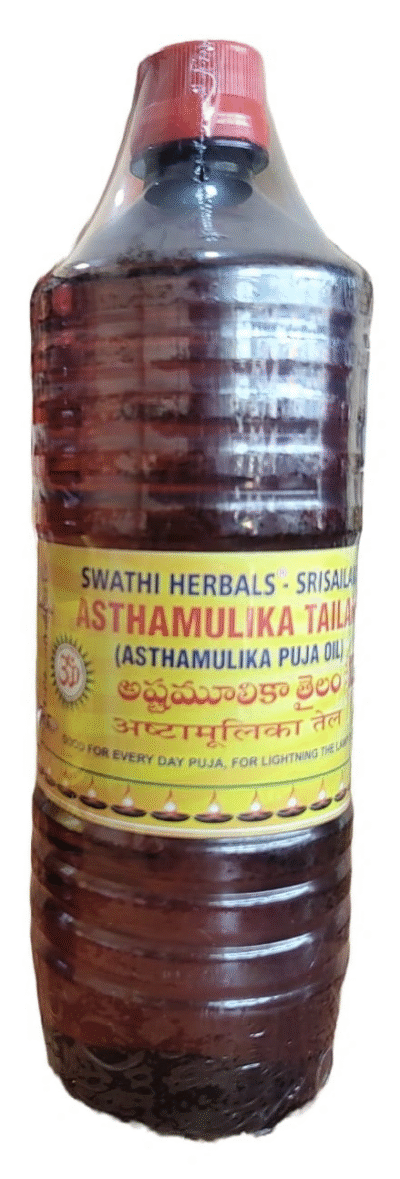 SWATHI HERBALS® - SRISAILA
ASTHAMULIKA TAILA
(ASTHAMULIKA PUJA OIL)
ॐ
అష్టమూలికా తైలం
अष्टामूलिका तेल
GOOD FOR EVERY DAY PUJA, FOR LIGHTNING THE LAM